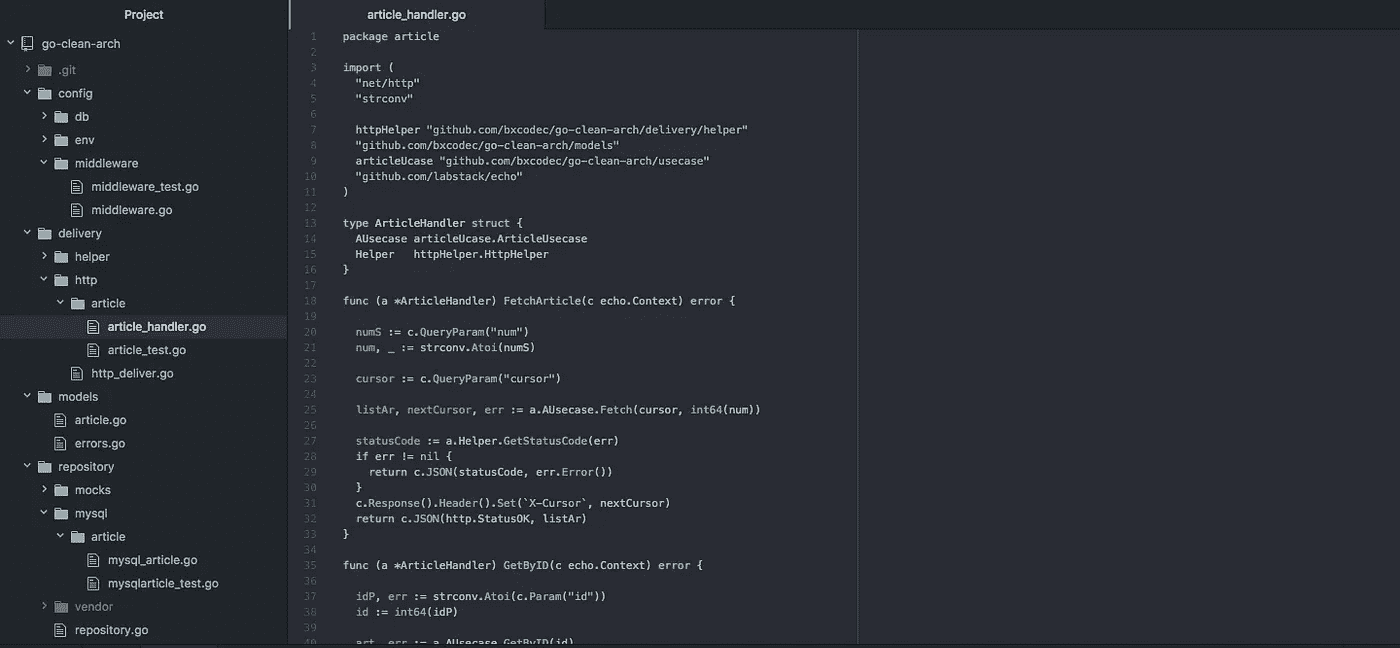 Project
go-clean-arch
.git
config
db
env
middleware
middleware_test.go
middleware.go
delivery
helper
http
article
article_handler.go
article_test.go
http_deliver.go
models
article.go
errors.go
repository
mocks
mysql
article
mysql_article.go
mysqlarticle_test.go
vendor
repository.go
article_handler.go
1 package article
2
3 import (
4 "net/http"
5 "strconv"
6
7 httpHelper "github.com/bxcodec/go-clean-arch/delivery/helper"
8 "github.com/bxcodec/go-clean-arch/models"
9 articleUcase "github.com/bxcodec/go-clean-arch/usecase"
10 "github.com/labstack/echo"
11 )
12
13 type ArticleHandler struct {
14 AUsecase articleUcase.ArticleUsecase
15 Helper httpHelper.HttpHelper
16 }
17
18 func (a *ArticleHandler) FetchArticle(c echo.Context) error {
19
20 numS := c.QueryParam("num")
21 num, _ := strconv.Atoi(numS)
22
23 cursor := c.QueryParam("cursor")
24
25 listAr, nextCursor, err := a.AUsecase.Fetch(cursor, int64(num))
26
27 statusCode := a.Helper.GetStatusCode(err)
28 if err != nil {
29 return c.JSON(statusCode, err.Error())
30 }
31 c.Response().Header().Set(`X-Cursor`, nextCursor)
32 return c.JSON(http.StatusOK, listAr)
33 }
34
35 func (a *ArticleHandler) GetByID(c echo.Context) error {
36
37 idP, err := strconv.Atoi(c.Param("id"))
38 id := int64(idP)
39
40 art, err := a.AUsecase.GetByID(id)